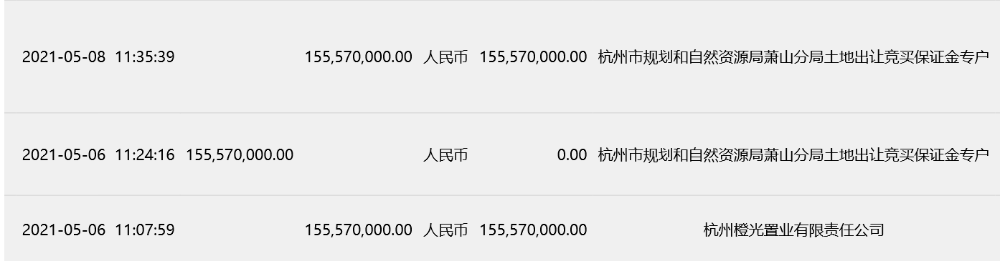 2021-05-08 11:35:39 155,570,000.00 人民币 155,570,000.00 杭州市规划和自然资源局萧山分局土地出让竞买保证金专户
2021-05-06 11:24:16 155,570,000.00 人民币 0.00 杭州市规划和自然资源局萧山分局土地出让竞买保证金专户
2021-05-06 11:07:59 155,570,000.00 人民币 155,570,000.00 杭州橙光置业有限责任公司